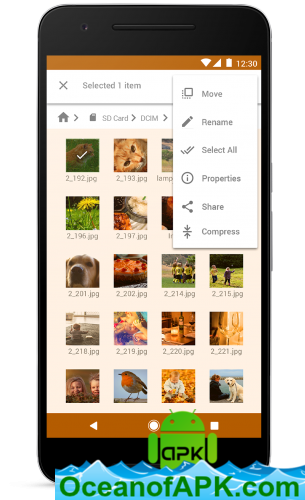 12:30
Selected 1 item
Move
SD Card
DCIM
Rename
Select All
2_192.jpg
2_193.jpg
lamp
Properties
Share
2_196.jpg
2_197.jpg
Compress
2_201.jpg
2_202.jpg
2_214.jpg
2_215.jpg
2_218.jpg
2_219.jpg
2_220.jpg
2_221.jpg
apk
OceanofAPK.com